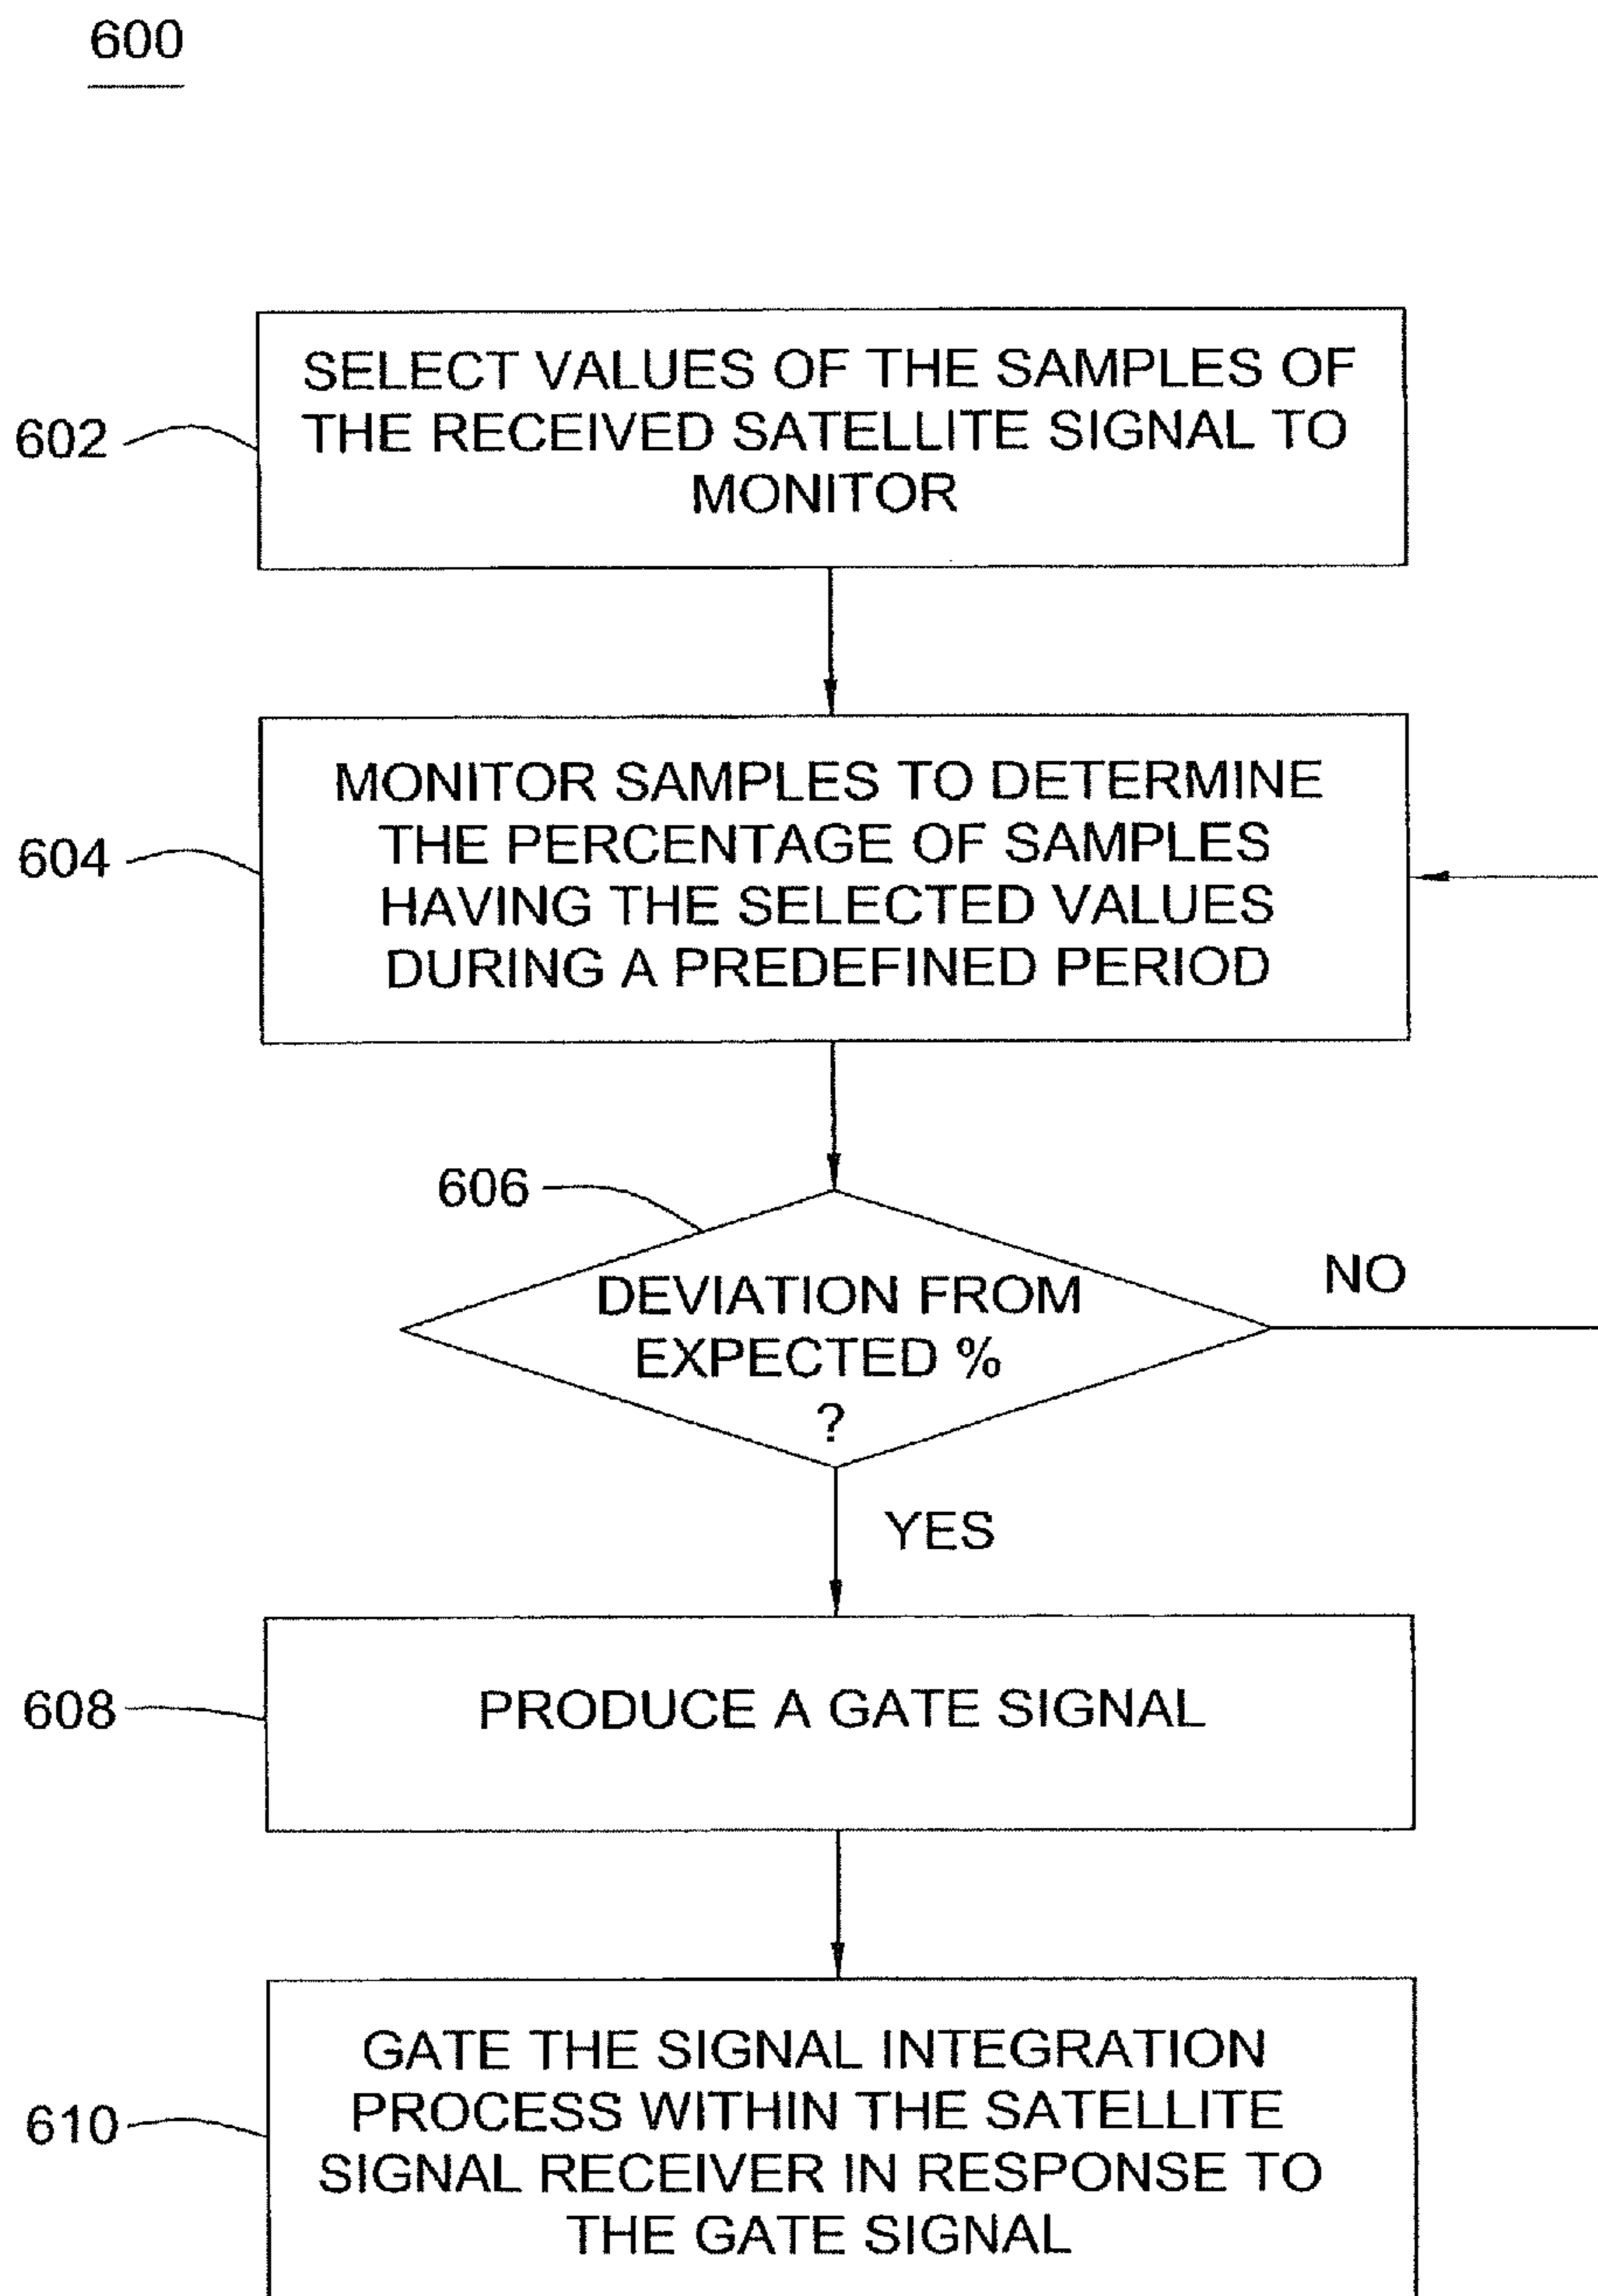 600
602
SELECT VALUES OF THE SAMPLES OF
THE RECEIVED SATELLITE SIGNAL TO
MONITOR
604
MONITOR SAMPLES TO DETERMINE
THE PERCENTAGE OF SAMPLES
HAVING THE SELECTED VALUES
DURING A PREDEFINED PERIOD
606
DEVIATION FROM
EXPECTED %
?
NO
YES
608
PRODUCE A GATE SIGNAL
610
GATE THE SIGNAL INTEGRATION
PROCESS WITHIN THE SATELLITE
SIGNAL RECEIVER IN RESPONSE TO
THE GATE SIGNAL